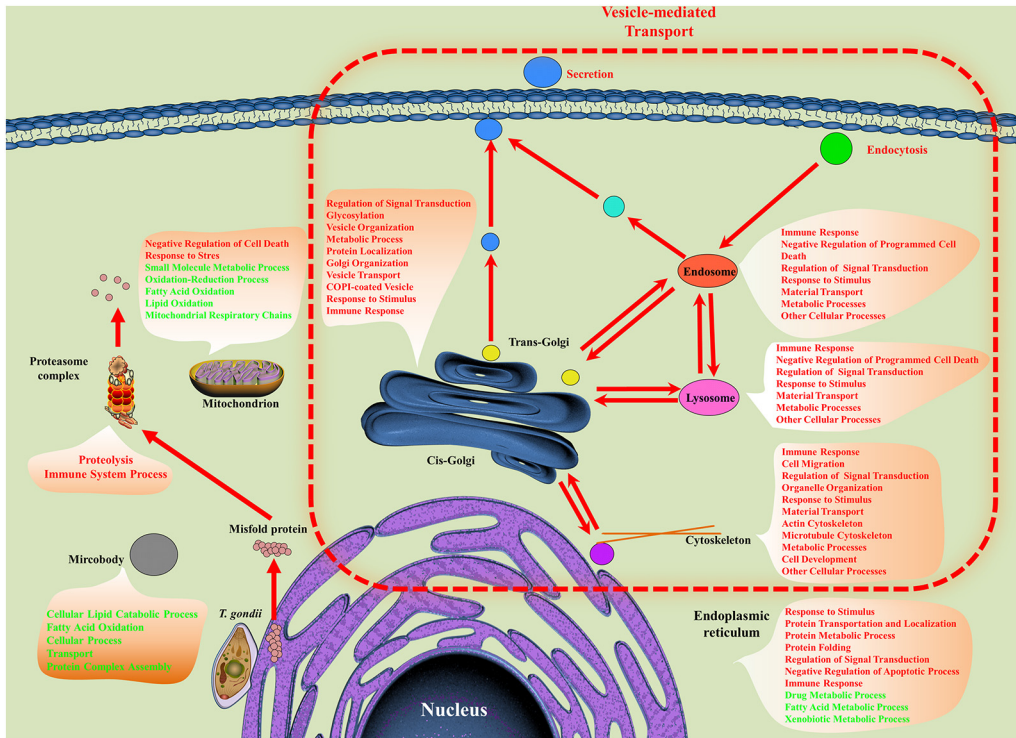 Vesicle-mediated
Transport
Secretion
Endocytosis
Regulation of Signal Transduction
Glycosylation
Vesicle Organization
Metabolic Process
Protein Localization
Golgi Organization
Vesicle Transport
COPI-coated Vesicle
Response to Stimulus
Immune Response
Negative Regulation of Cell Death
Response to Stres
Small Molecule Metabolic Process
Oxidation-Reduction Process
Fatty Acid Oxidation
Lipid Oxidation
Mitochondrial Respiratory Chains
Mitochondrion
Proteasome
complex
Proteolysis
Immune System Process
Endosome
Immune Response
Negative Regulation of Programmed Cell
Death
Regulation of Signal Transduction
Response to Stimulus
Material Transport
Metabolic Processes
Other Cellular Processes
Trans-Golgi
Cis-Golgi
Lysosome
Immune Response
Negative Regulation of Programmed Cell Death
Regulation of Signal Transduction
Response to Stimulus
Material Transport
Metabolic Processes
Other Cellular Processes
Cytoskeleton
Immune Response
Cell Migration
Regulation of Signal Transduction
Organelle Organization
Response to Stimulus
Material Transport
Actin Cytoskeleton
Microtubule Cytoskeleton
Metabolic Processes
Cell Development
Other Cellular Processes
Misfold protein
Mircobody
Cellular Lipid Catabolic Process
Fatty Acid Oxidation
Cellular Process
Transport
Protein Complex Assembly
T. gondii
Nucleus
Endoplasmic
reticulum
Response to Stimulus
Protein Transportation and Localization
Protein Metabolic Process
Protein Folding
Regulation of Signal Transduction
Negative Regulation of Apoptotic Process
Immune Response
Drug Metabolic Process
Fatty Acid Metabolic Process
Xenobiotic Metabolic Process